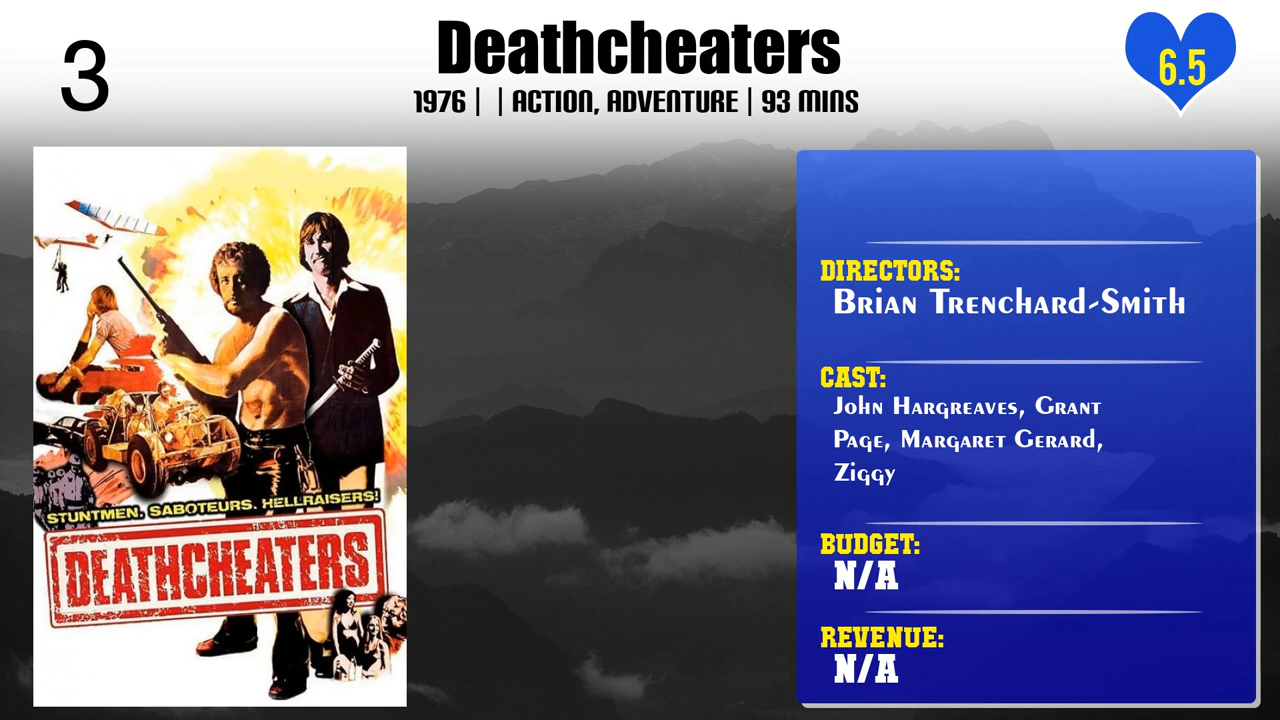 3
Deathcheaters
1976 | | ACTION, ADVENTURE | 93 MINS
6.5
STUNTMEN. SABOTEURS. HELLRAISERS!
DEATHCHEATERS
DIRECTORS:
Brian Trenchard-Smith
CAST:
John Hargreaves, Grant
Page, Margaret Gerard,
Ziggy
BUDGET:
N/A
REVENUE:
N/A